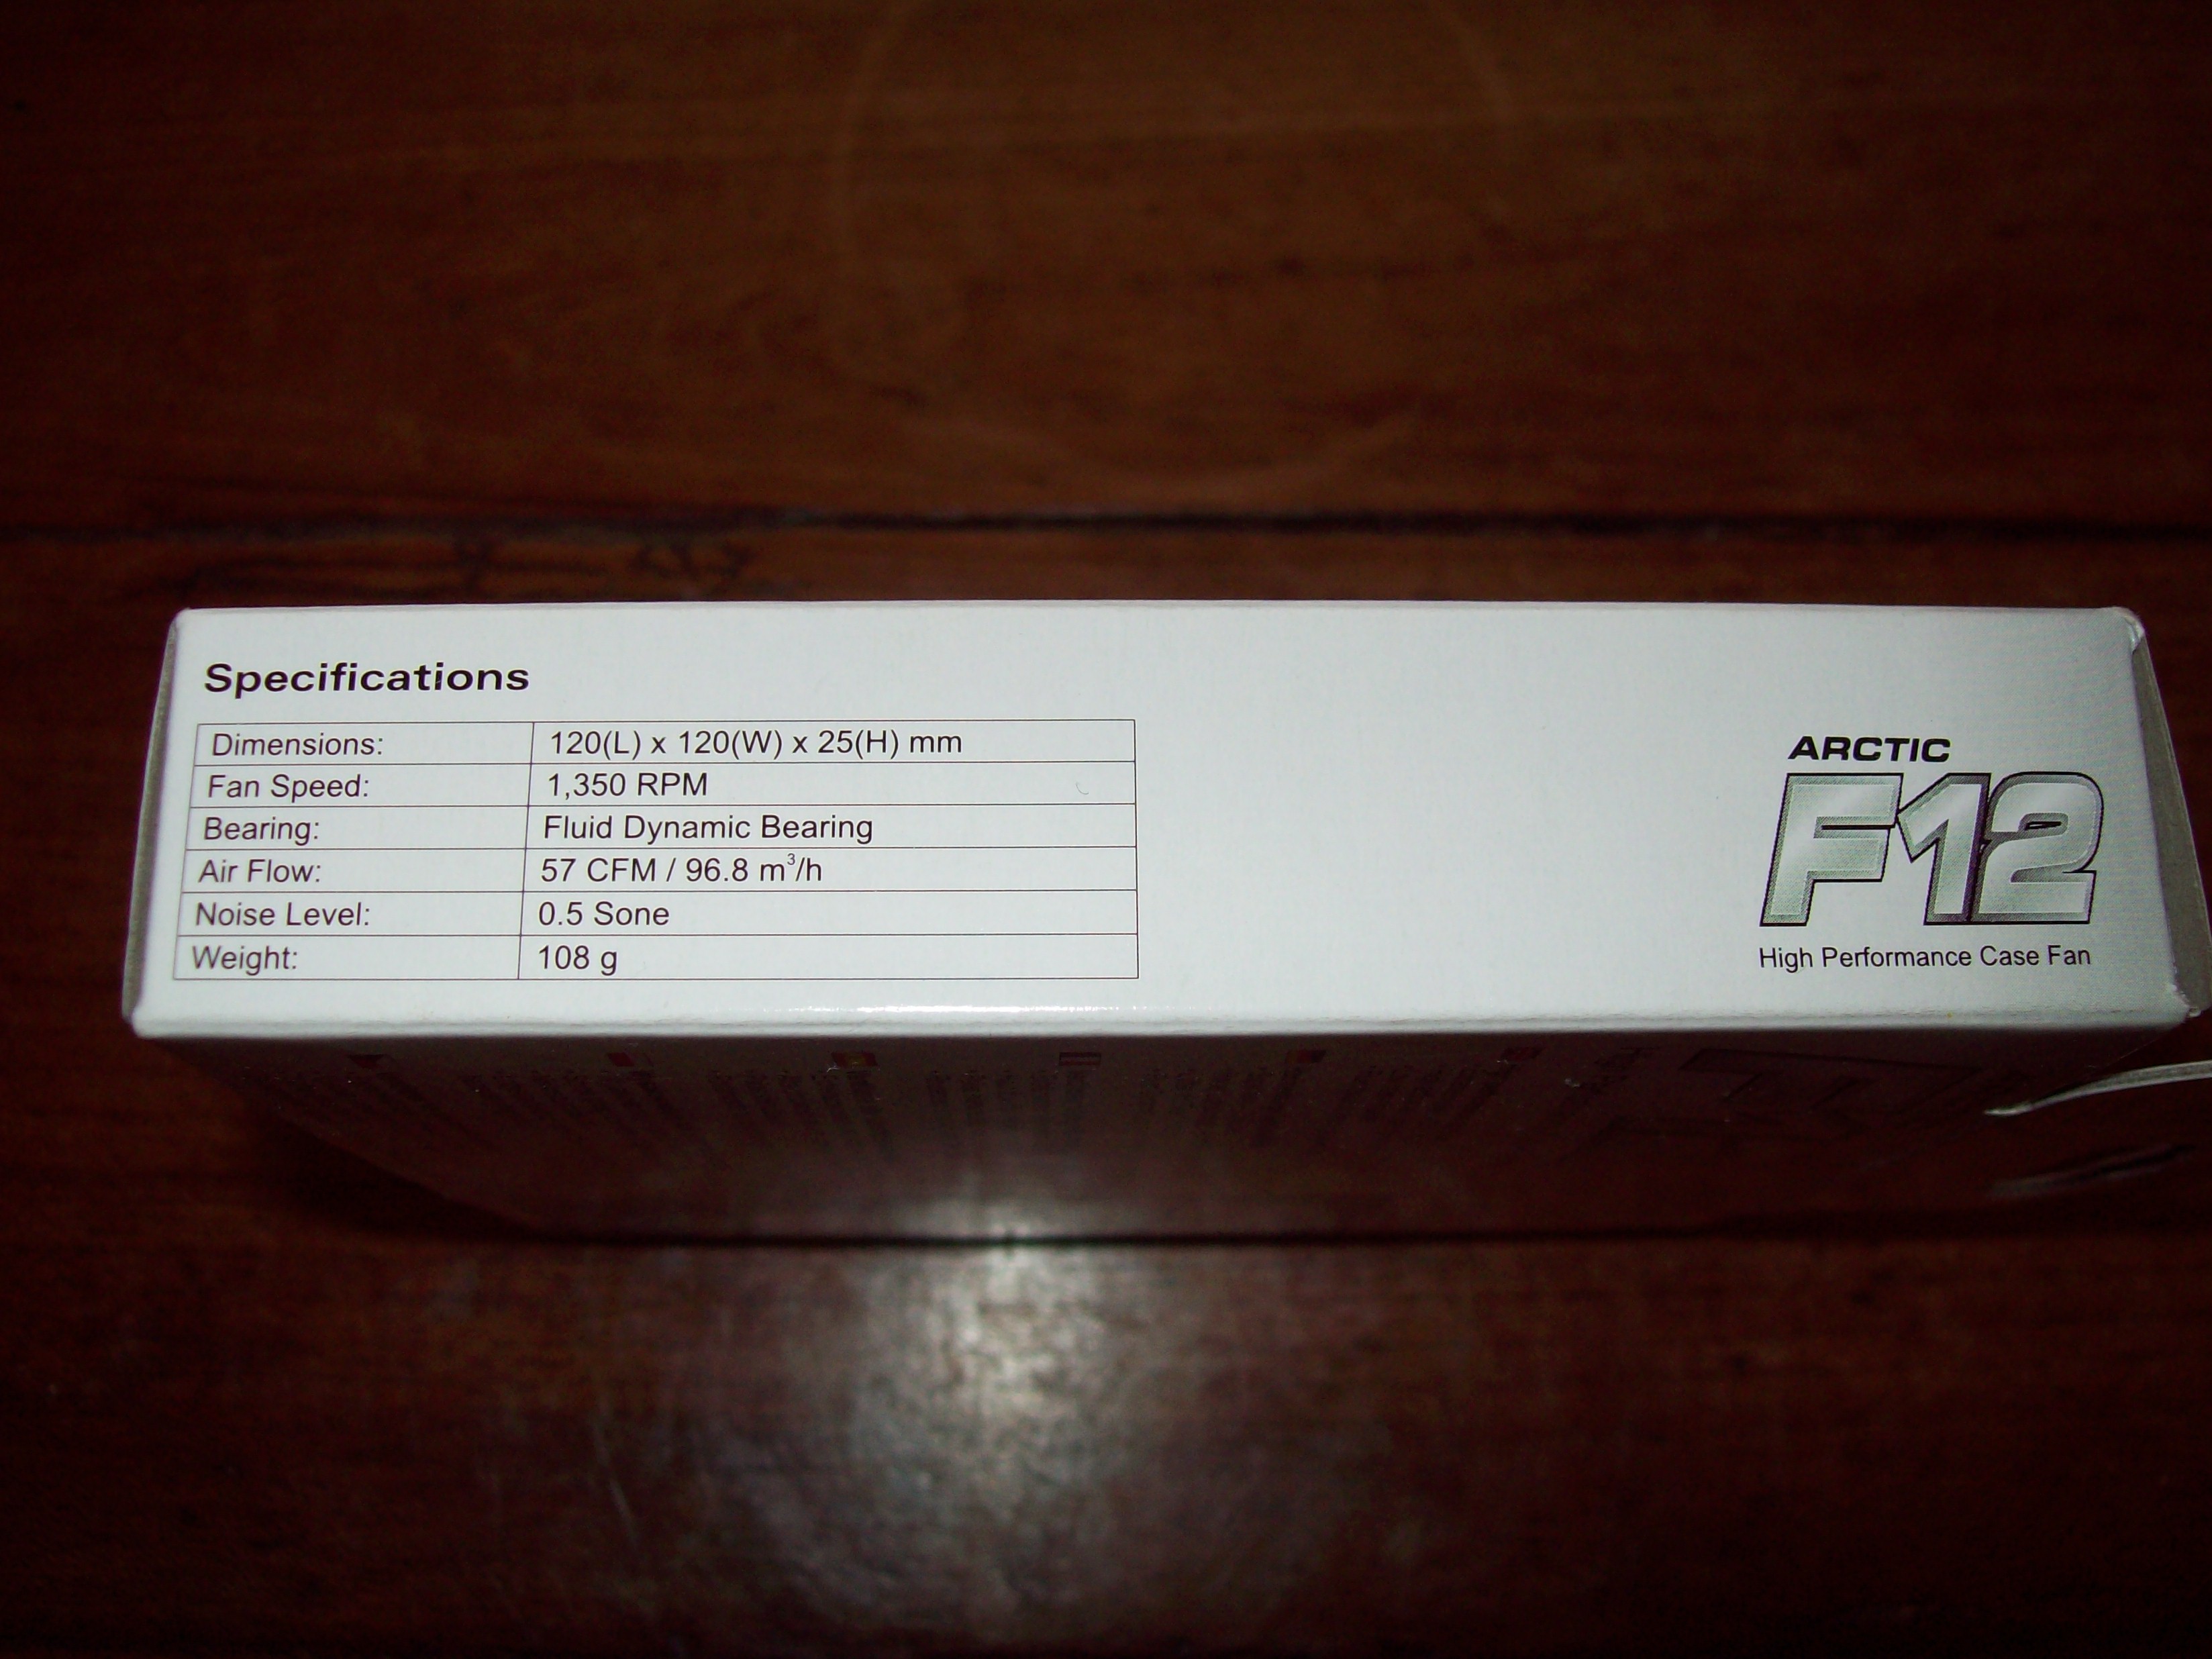 Specifications
Dimensions: 120(L) x 120(W) x 25(H) mm
Fan Speed: 1,350 RPM
Bearing: Fluid Dynamic Bearing
Air Flow: 57 CFM / 96.8 m³/h
Noise Level: 0.5 Sone
Weight: 108 g
ARCTIC
F12
High Performance Case Fan